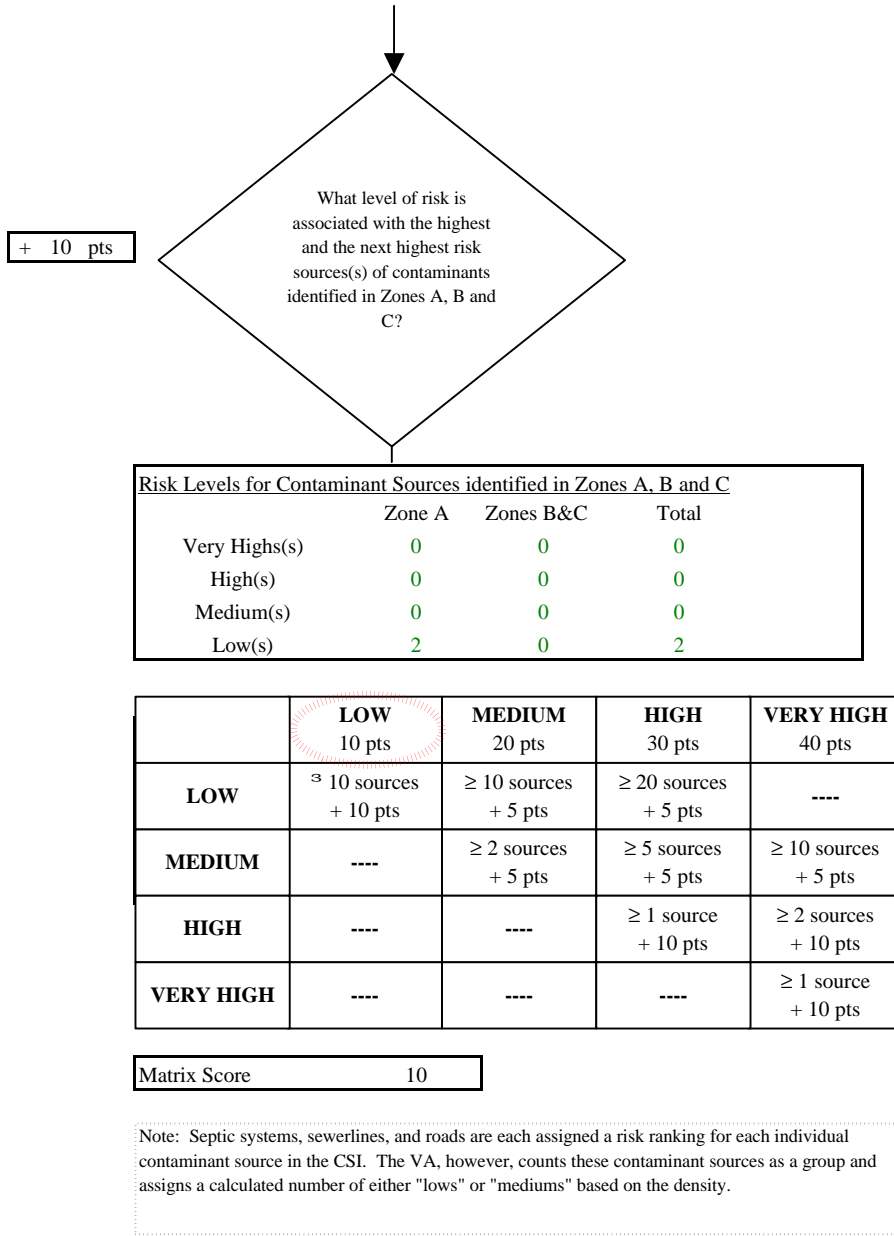 What level of risk is
associated with the highest
and the next highest risk
sources(s) of contaminants
identified in Zones A, B and
C?
+ 10 pts
Risk Levels for Contaminant Sources identified in Zones A, B and C
Zone A Zones B&C Total
Very Highs(s) 0 0 0
High(s) 0 0 0
Medium(s) 0 0 0
Low(s) 2 0 2
LOW MEDIUM HIGH VERY HIGH
10 pts 20 pts 30 pts 40 pts
LOW ³ 10 sources ≥ 10 sources ≥ 20 sources ----
+ 10 pts + 5 pts + 5 pts
MEDIUM ---- ≥ 2 sources ≥ 5 sources ≥ 10 sources
+ 5 pts + 5 pts + 5 pts
HIGH ---- ---- ≥ 1 source ≥ 2 sources
+ 10 pts + 10 pts
VERY HIGH ---- ---- ---- ≥ 1 source
+ 10 pts
Matrix Score 10
Note: Septic systems, sewerlines, and roads are each assigned a risk ranking for each individual
contaminant source in the CSI. The VA, however, counts these contaminant sources as a group and
assigns a calculated number of either "lows" or "mediums" based on the density.